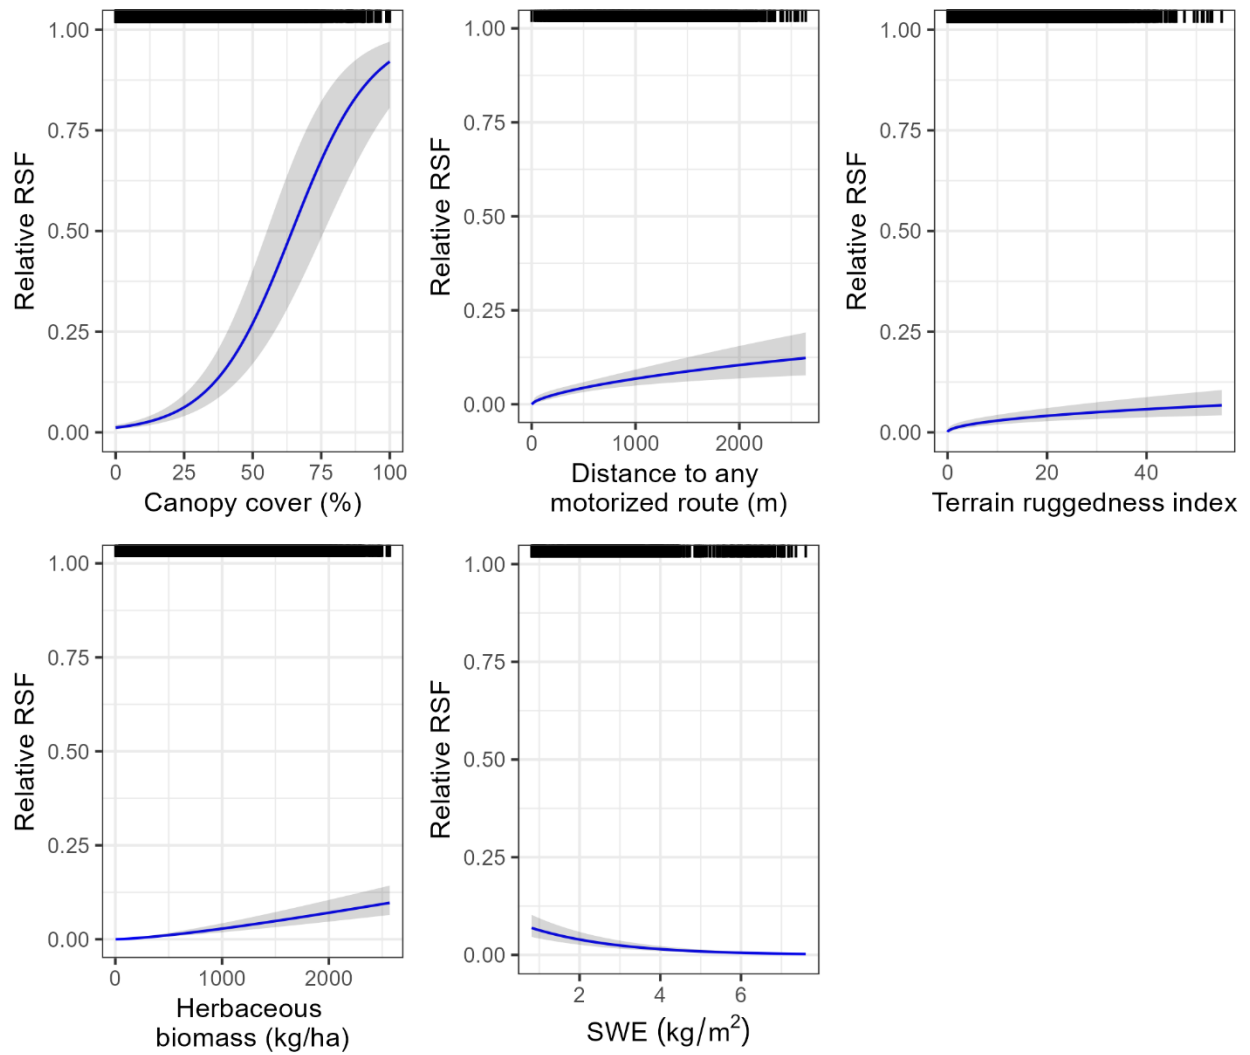 1.00
0.75
0.50
0.25
0.00
Relative RSF
0 25 50 75 100
Canopy cover (%)
1.00
0.75
0.50
0.25
0.00
Relative RSF
0 1000 2000
Distance to any
motorized route (m)
1.00
0.75
0.50
0.25
0.00
Relative RSF
0 20 40
Terrain ruggedness index
1.00
0.75
0.50
0.25
0.00
Relative RSF
0 1000 2000
Herbaceous
biomass (kg/ha)
1.00
0.75
0.50
0.25
0.00
Relative RSF
2 4 6
SWE (kg/m²)